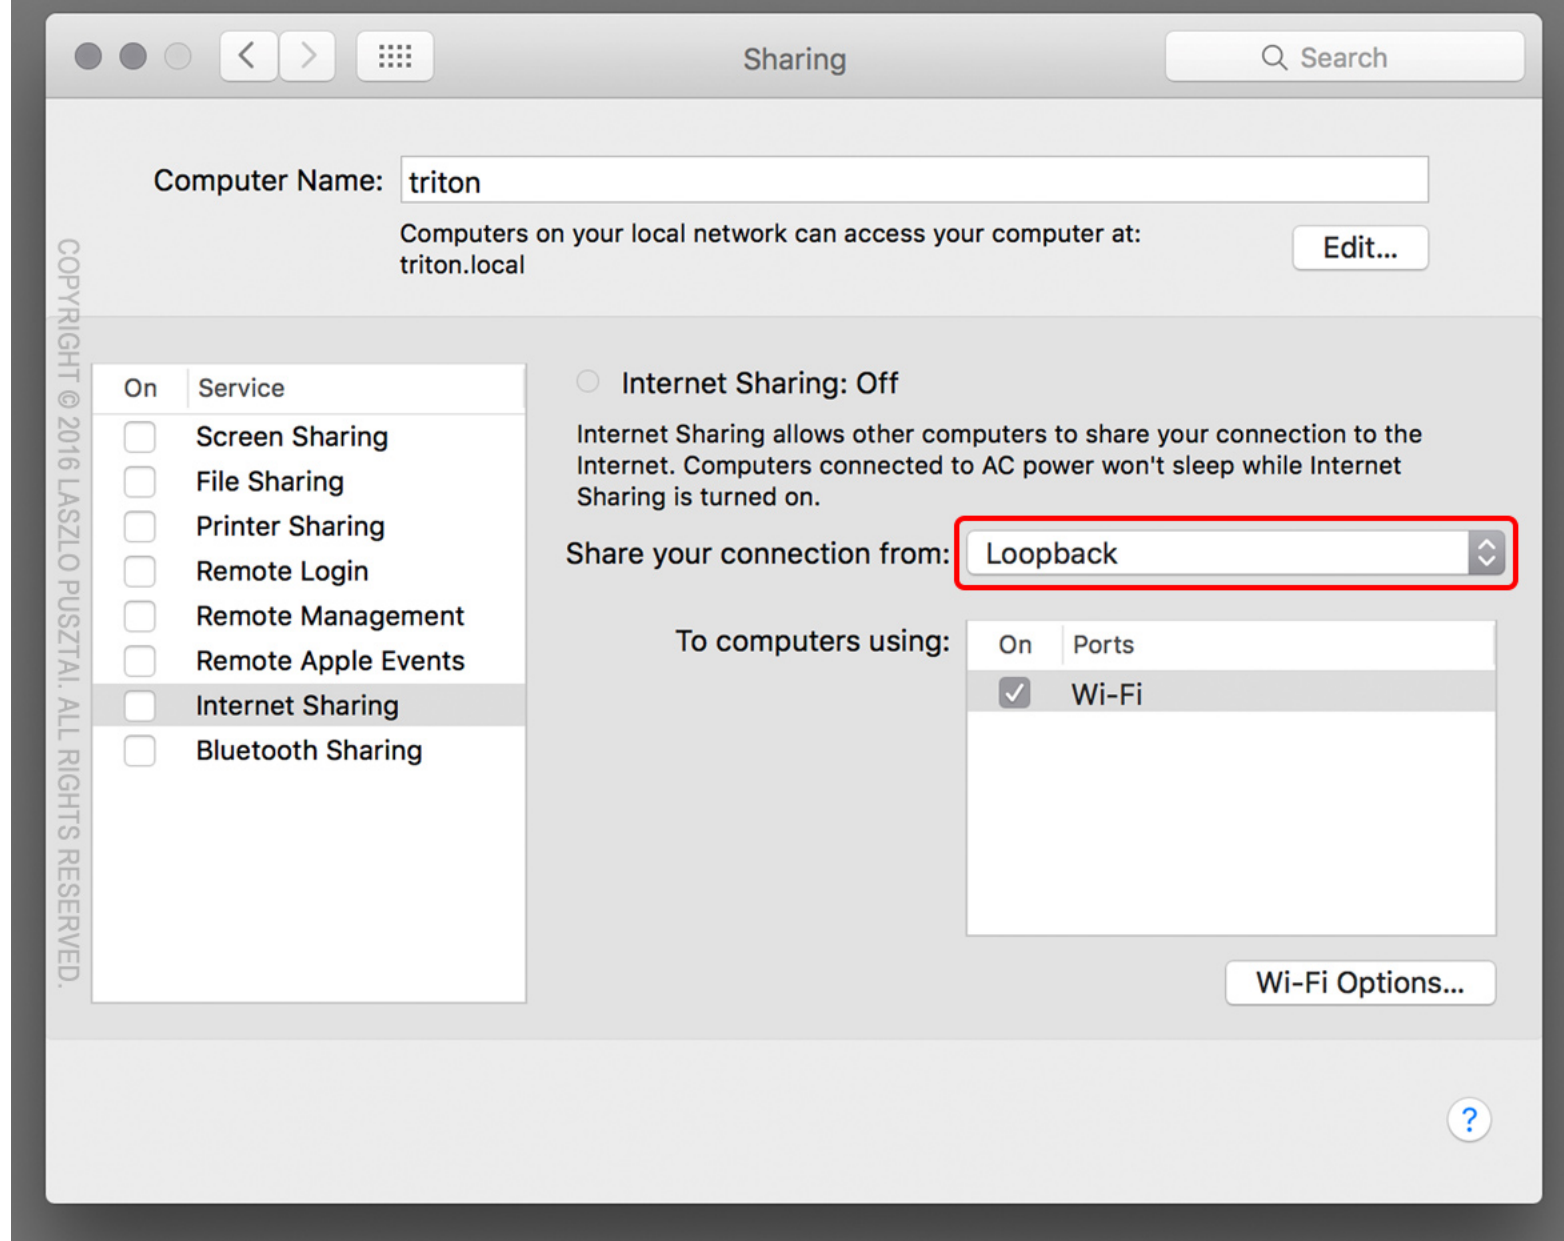 Sharing
Search
Computer Name:
triton
Computers on your local network can access your computer at:
triton.local
Edit...
COPYRIGHT © 2016 LASZLO PUSZTAI. ALL RIGHTS RESERVED.
On
Service
Screen Sharing
File Sharing
Printer Sharing
Remote Login
Remote Management
Remote Apple Events
Internet Sharing
Bluetooth Sharing
Internet Sharing: Off
Internet Sharing allows other computers to share your connection to the
Internet. Computers connected to AC power won't sleep while Internet
Sharing is turned on.
Share your connection from:
Loopback
To computers using:
On
Ports
Wi-Fi
Wi-Fi Options...
?